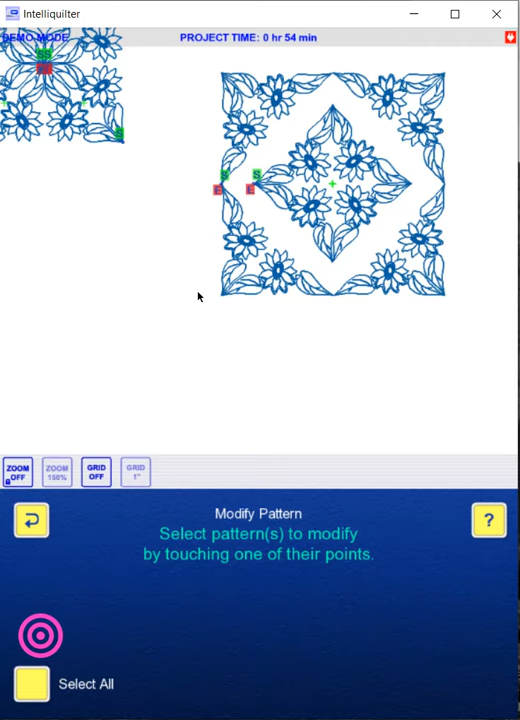 Intelliquilter
DEMO MODE
PROJECT TIME: 0 hr 54 min
SS
S
S
S
E
E
ZOOM OFF
ZOOM 150%
GRID OFF
GRID 1"
Modify Pattern
?
Select pattern(s) to modify
by touching one of their points.
Select All